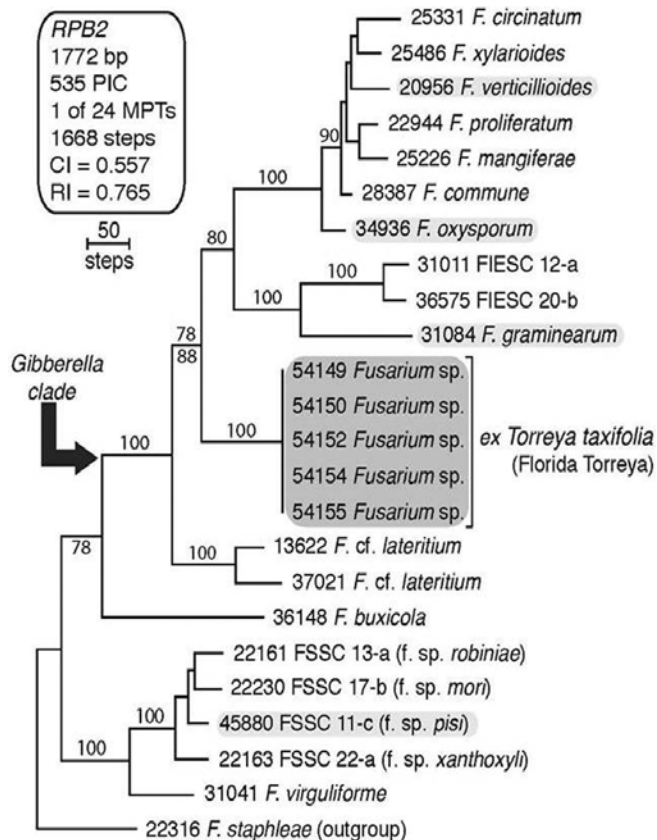 RPB2
1772 bp
535 PIC
1 of 24 MPTs
1668 steps
CI = 0.557
RI = 0.765
50
steps
Gibberella
clade
100
78
78
88
80
100
90
25331 F. circinatum
25486 F. xylarioides
20956 F. verticillioides
22944 F. proliferatum
25226 F. mangiferae
28387 F. commune
34936 F. oxysporum
100
100
31011 FIESC 12-a
36575 FIESC 20-b
31084 F. graminearum
100
54149 Fusarium sp.
54150 Fusarium sp.
54152 Fusarium sp.
54154 Fusarium sp.
54155 Fusarium sp.
ex Torreya taxifolia
(Florida Torreya)
100
13622 F. cf. lateritium
37021 F. cf. lateritium
36148 F. buxicola
100
100
22161 FSSC 13-a (f. sp. robiniae)
22230 FSSC 17-b (f. sp. mori)
45880 FSSC 11-c (f. sp. pisi)
22163 FSSC 22-a (f. sp. xanthoxyli)
31041 F. virguliforme
22316 F. staphleae (outgroup)